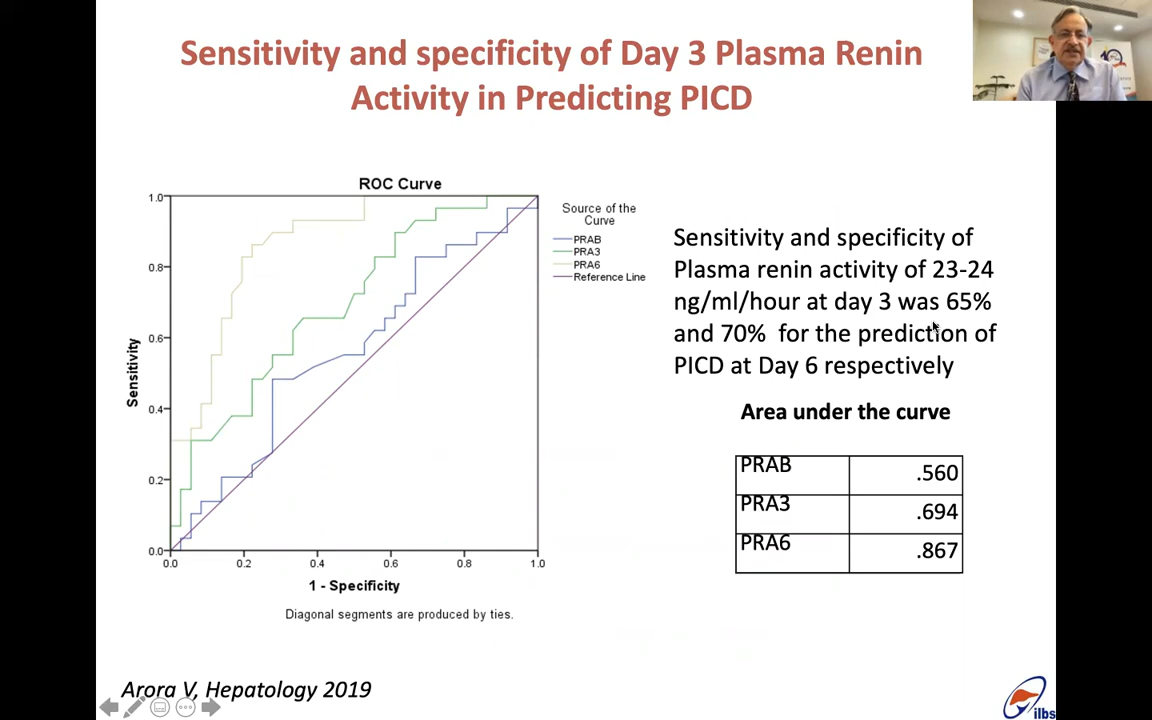 Sensitivity and specificity of Day 3 Plasma Renin
Activity in Predicting PICD
ROC Curve
1.0
0.8
0.6
0.4
0.2
0.0
Sensitivity
0.0 0.2 0.4 0.6 0.8 1.0
1 - Specificity
Diagonal segments are produced by ties.
Source of the
Curve
PRAB
PRA3
PRA6
Reference Line
Sensitivity and specificity of
Plasma renin activity of 23-24
ng/ml/hour at day 3 was 65%
and 70% for the prediction of
PICD at Day 6 respectively
Area under the curve
PRAB .560
PRA3 .694
PRA6 .867
Arora V, Hepatology 2019
ilbs